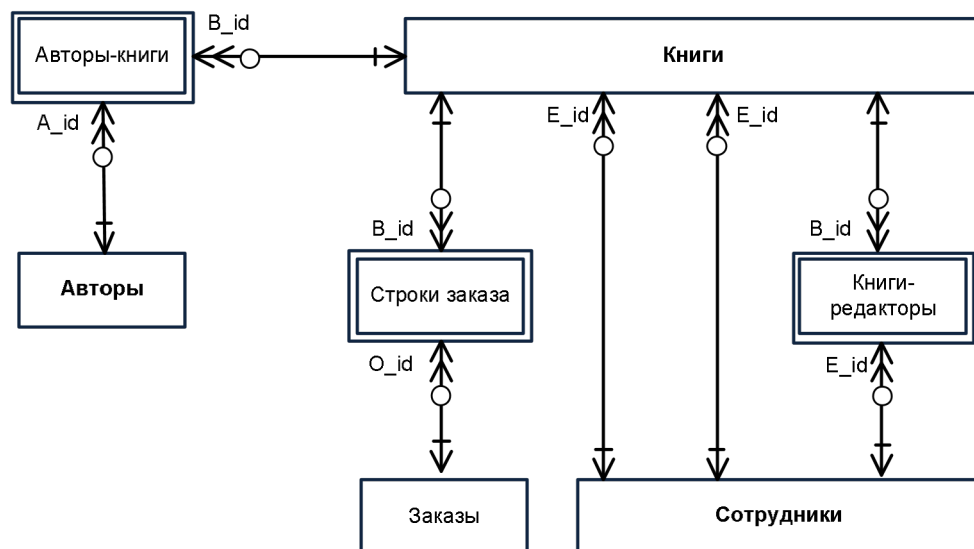 B_id
Авторы-книги
Книги
A_id
E_id
E_id
B_id
B_id
Авторы
Строки заказа
Книги-
редакторы
O_id
E_id
Заказы
Сотрудники